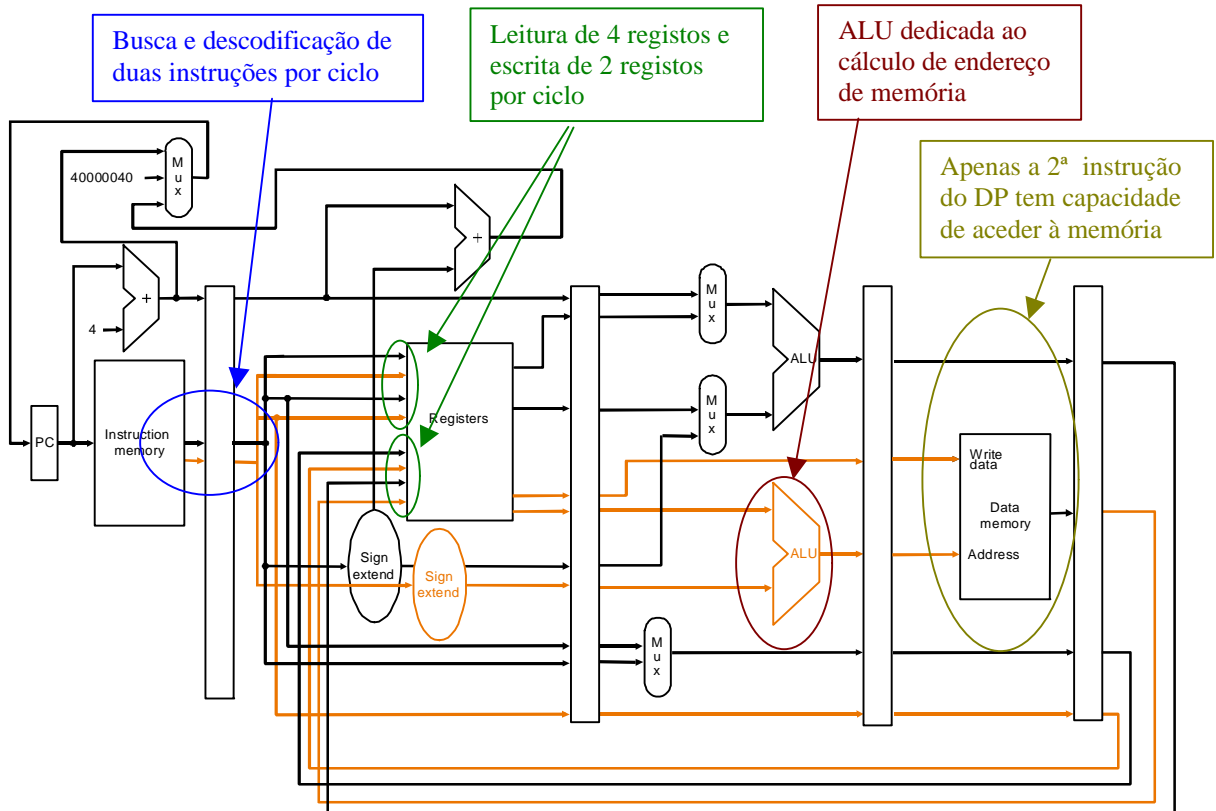 Busca e descodificação de
duas instruções por ciclo
Leitura de 4 registos e
escrita de 2 registos
por ciclo
ALU dedicada ao
cálculo de endereço
de memória
Apenas a 2ª instrução
do DP tem capacidade
de aceder à memória
M
u
x
40000040
+
4
+
PC
Instruction
memory
Registers
Sign
extend
Sign
extend
M
u
x
M
u
x
ALU
ALU
M
u
x
Write
data
Data
memory
Address